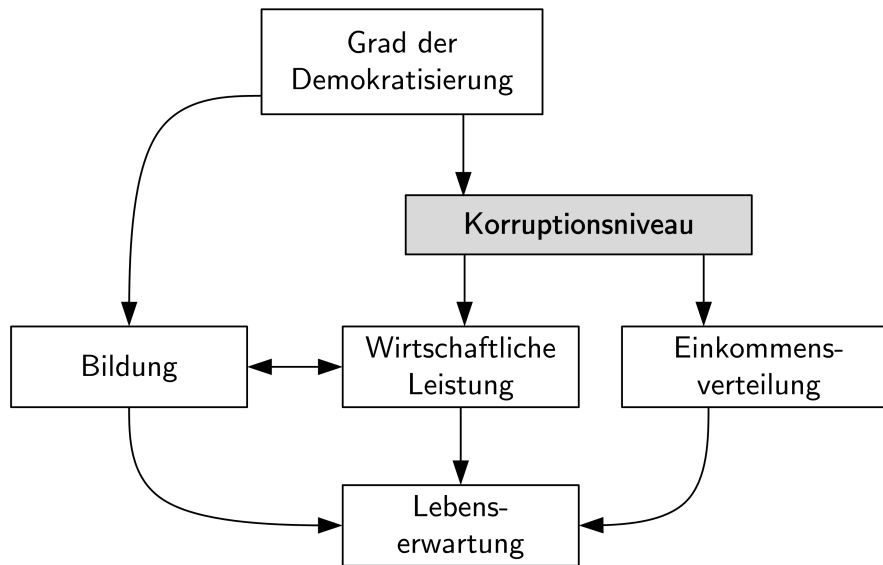 Grad der
Demokratisierung
Korruptionsniveau
Bildung
Wirtschaftliche
Leistung
Einkommens-
verteilung
Lebens-
erwartung